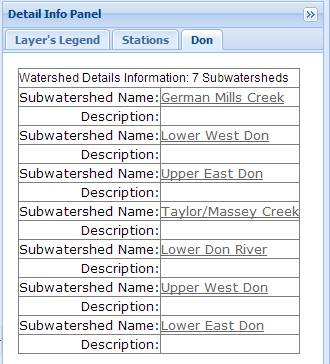 Detail Info Panel
Layer's Legend Stations Don
Watershed Details Information: 7 Subwatersheds
Subwatershed Name: German Mills Creek
Description:
Subwatershed Name: Lower West Don
Description:
Subwatershed Name: Upper East Don
Description:
Subwatershed Name: Taylor/Massey Creek
Description:
Subwatershed Name: Lower Don River
Description:
Subwatershed Name: Upper West Don
Description:
Subwatershed Name: Lower East Don
Description: